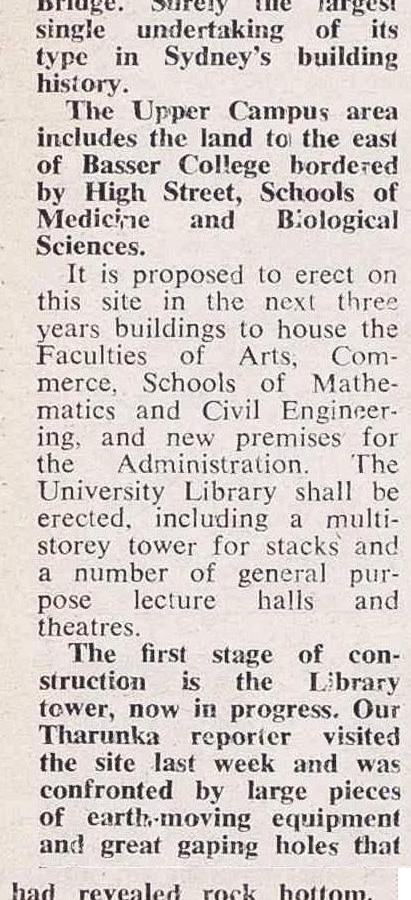 Bridge. Surely the largest
single undertaking of its
type in Sydney's building
history.
The Upper Campus area
includes the land to the east
of Basser College bordered
by High Street, Schools of
Medicine and Biological
Sciences.
It is proposed to erect on
this site in the next three
years buildings to house the
Faculties of Arts, Com-
merce, Schools of Mathe-
matics and Civil Engineer-
ing, and new premises for
the Administration. The
University Library shall be
erected, including a multi-
storey tower for stacks and
a number of general pur-
pose lecture halls and
theatres.
The first stage of con-
struction is the Library
tower, now in progress. Our
Tharunka reporter visited
the site last week and was
confronted by large pieces
of earth-moving equipment
and great gaping holes that
had revealed rock bottom.